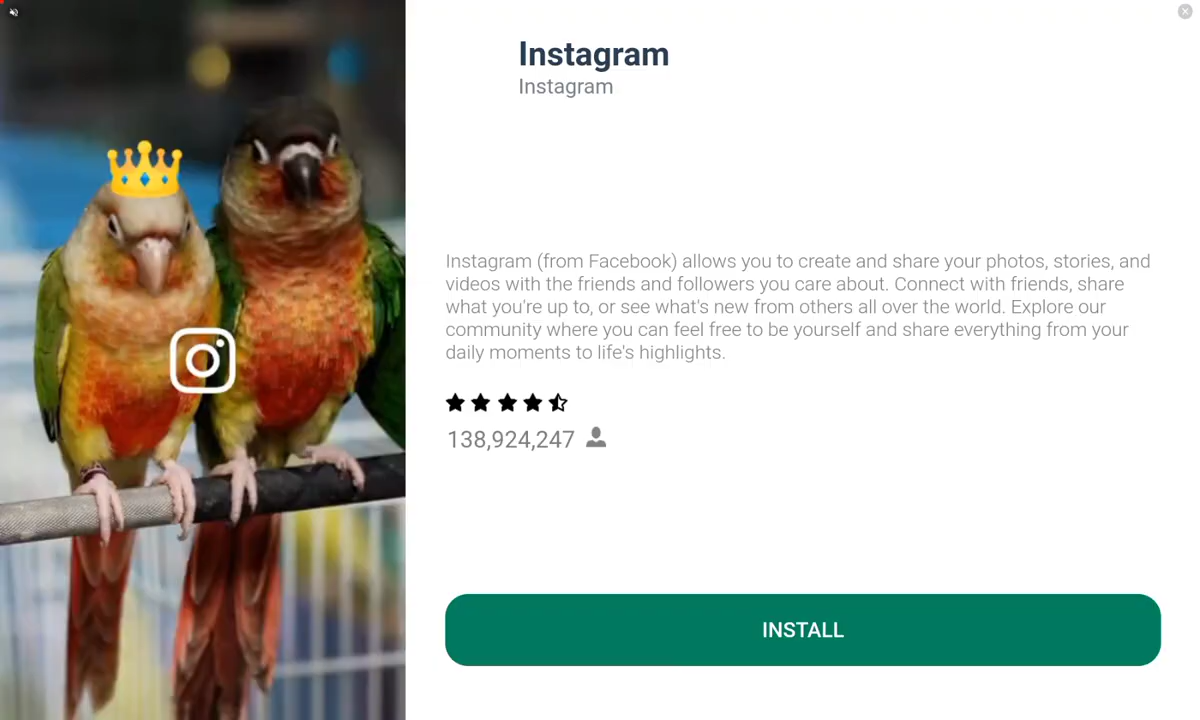 Instagram
Instagram
Instagram (from Facebook) allows you to create and share your photos, stories, and
videos with the friends and followers you care about. Connect with friends, share
what you're up to, or see what's new from others all over the world. Explore our
community where you can feel free to be yourself and share everything from your
daily moments to life's highlights.
138,924,247
INSTALL